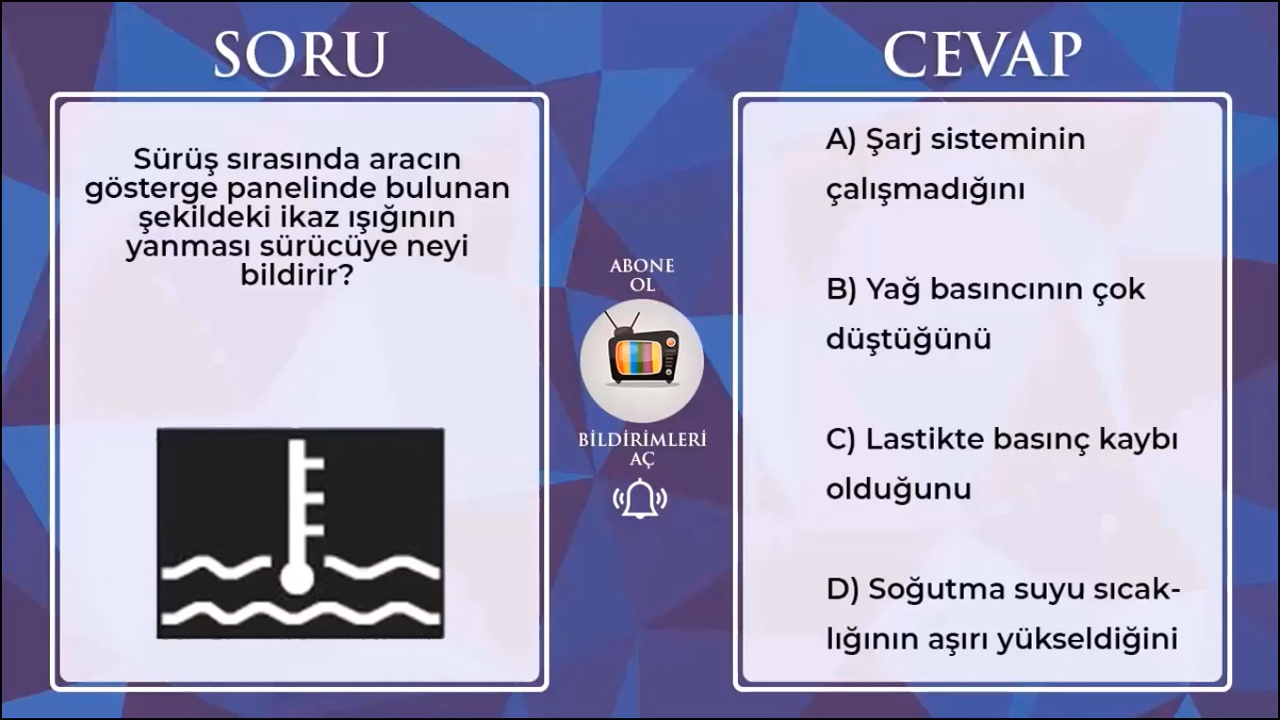 SORU
Sürüş sırasında aracın
gösterge panelinde bulunan
şekildeki ikaz ışığının
yanması sürücüye neyi
bildirir?
ABONE
OL
BİLDİRİMLERİ
AÇ
CEVAP
A) Şarj sisteminin
çalışmadığını
B) Yağ basıncının çok
düştüğünü
C) Lastikte basınç kaybı
olduğunu
D) Soğutma suyu sıcak-
lığının aşırı yükseldiğini